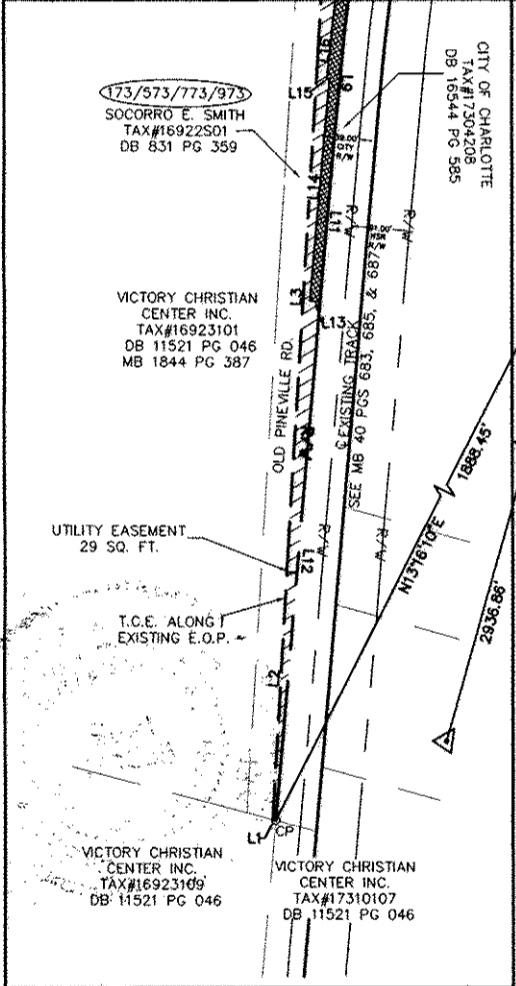 CITY OF CHARLOTTE
TAX#17304208
DB 16544 PG 585
173/573/773/973
SOCORRO E. SMITH
TAX#16922S01
DB 831 PG 359
L16
L15
L9
CITY
R/W
L14
L11
R/W
R/W
R/W
VICTORY CHRISTIAN
CENTER INC.
TAX#16923101
DB 11521 PG 046
MB 1844 PG 387
L3
L13
OLD PINEVILLE RD.
EXISTING TRACK
SEE MB 40 PGS 683, 685, & 687
1888.45'
N13°16'10"E
2936.86'
UTILITY EASEMENT
29 SQ. FT.
R/W
L12
T.C.E. ALONG
EXISTING E.O.P.
L2
L1
CP
VICTORY CHRISTIAN
CENTER INC.
TAX#16923109
DB 11521 PG 046
VICTORY CHRISTIAN
CENTER INC.
TAX#17310107
DB 11521 PG 046